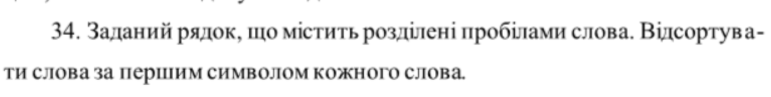 34. Заданий рядок, що містить розділені пробілами слова. Відсортува-
ти слова за першим символом кожного слова.